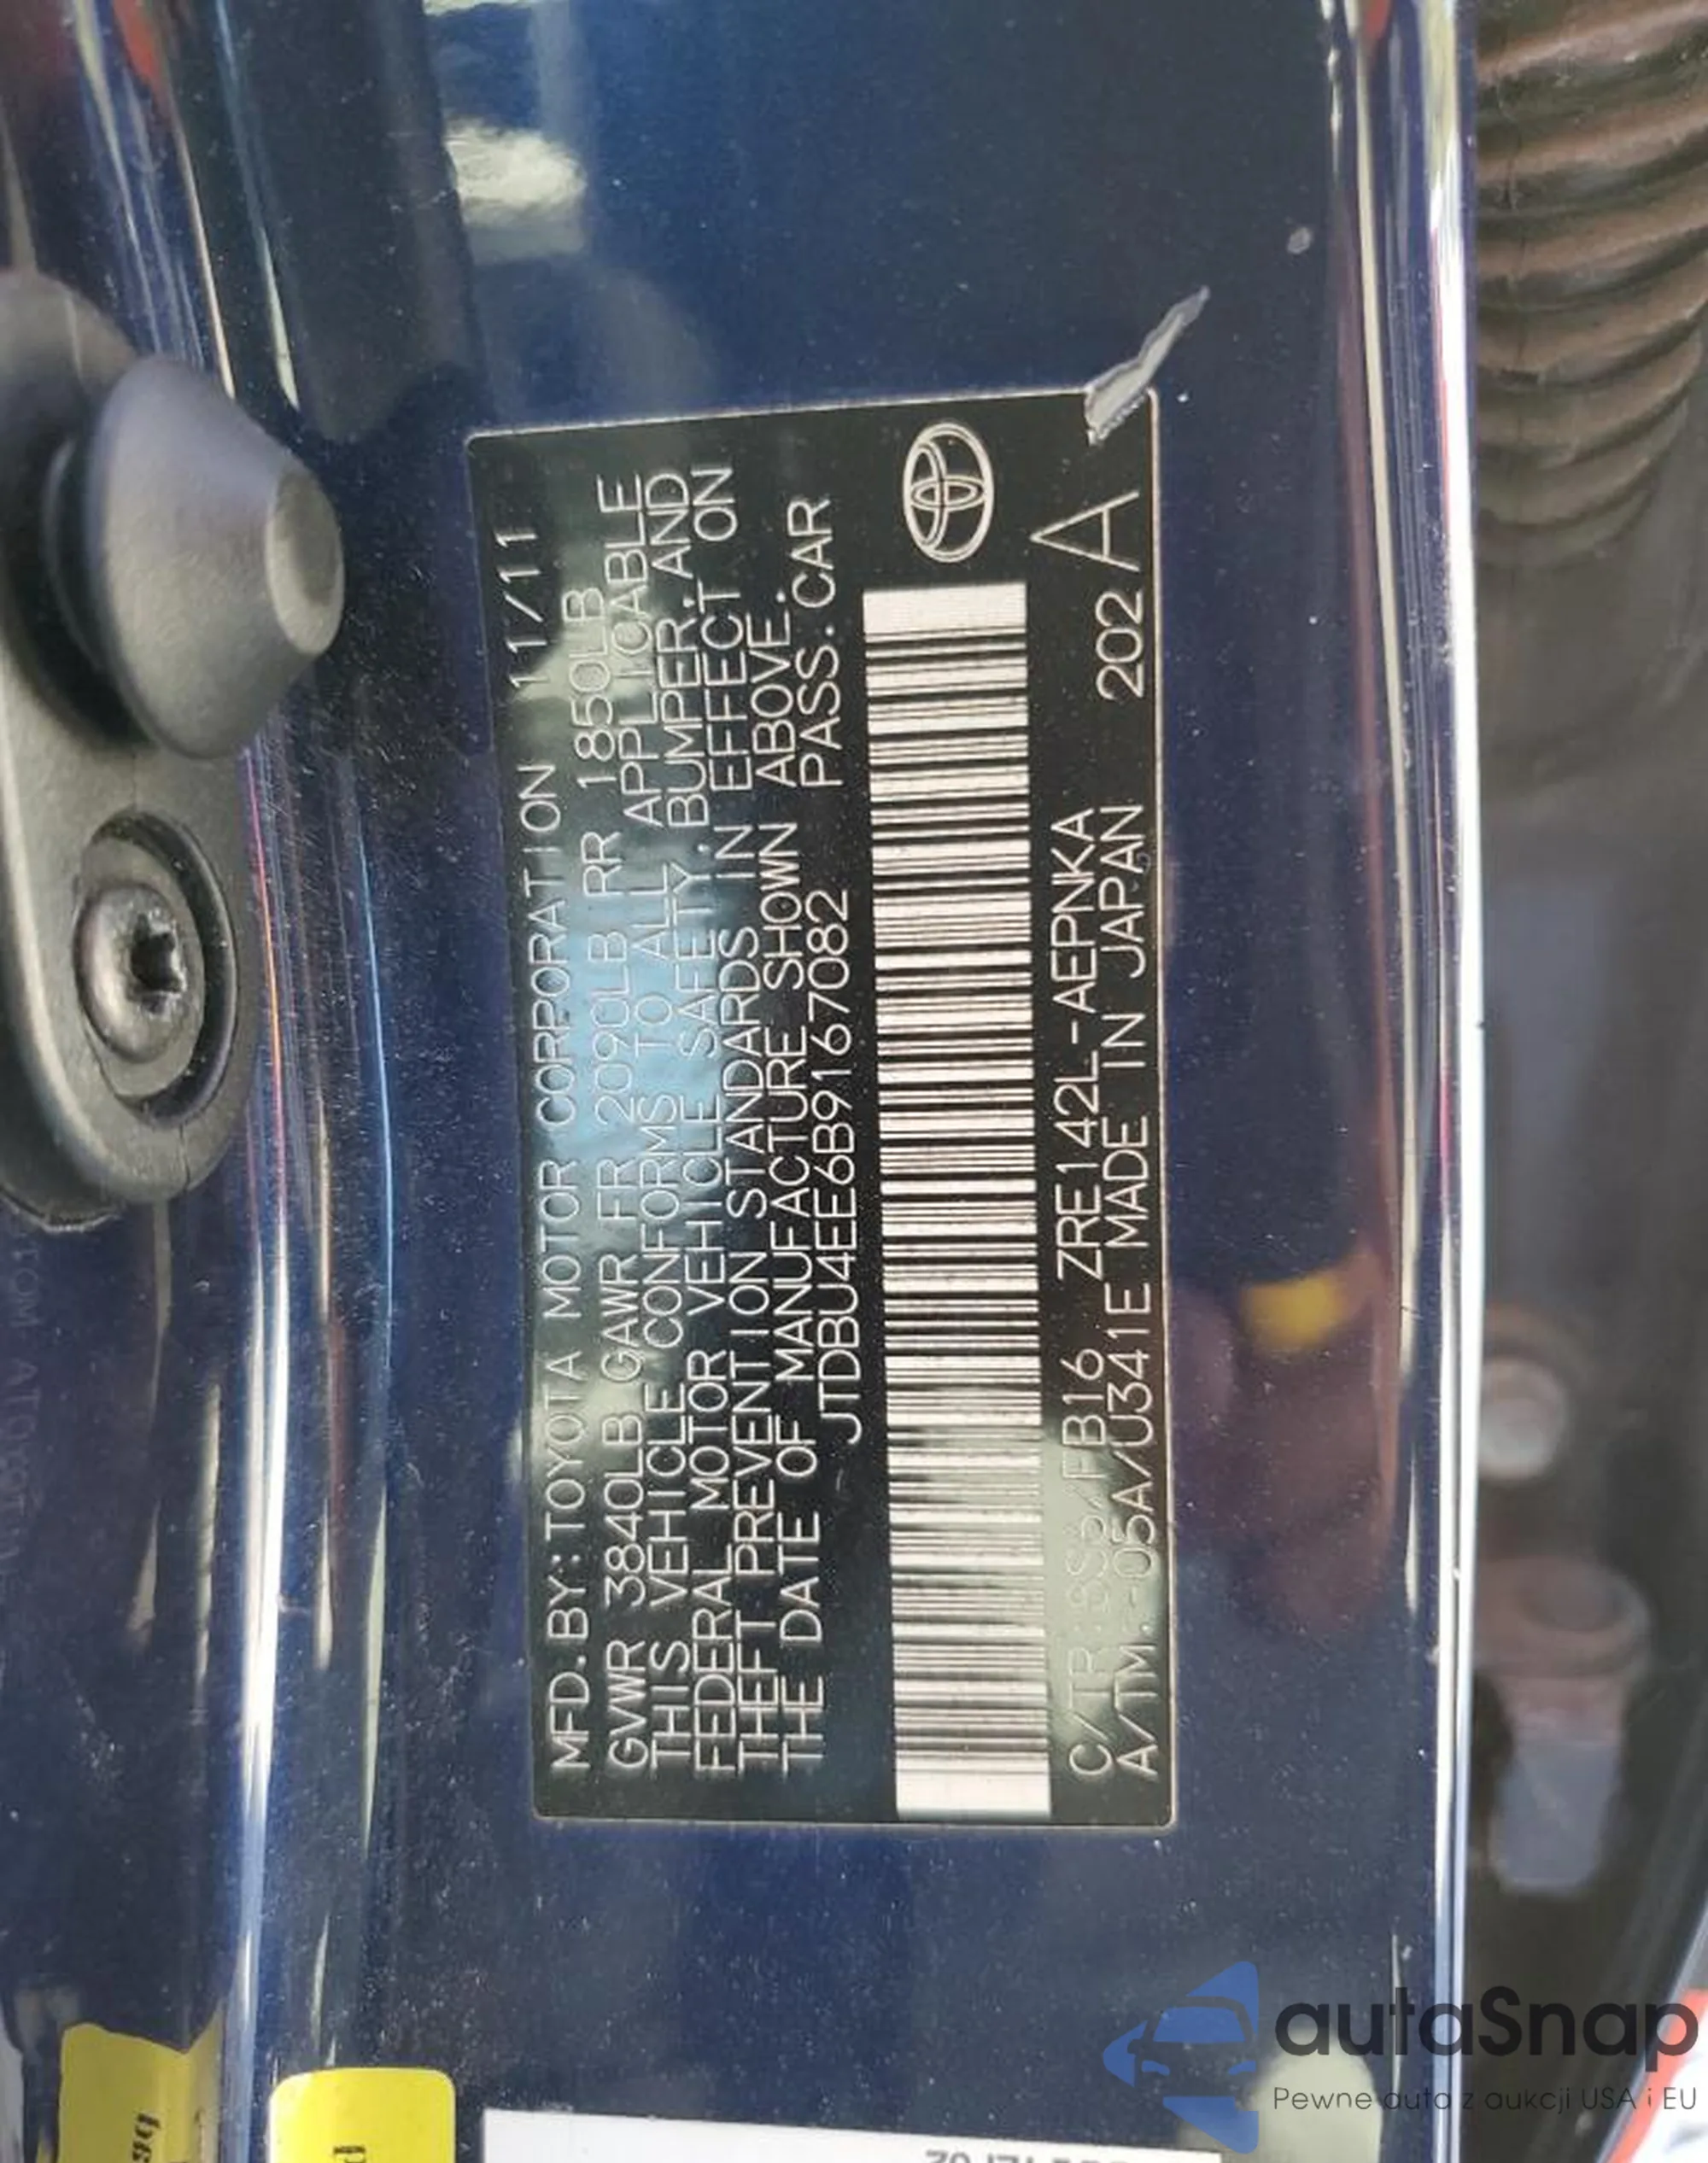 MFD.BY:TOYOTA MOTOR CORPORATION 11/11
GVWR 3840LB GAWR FR 2090LB RR 1850LB
THIS VEHICLE CONFORMS TO ALL APPLICABLE
FEDERAL MOTOR VEHICLE SAFETY,BUMPER,AND
THEFT PREVENTION STANDARDS IN EFFECT ON
THE DATE OF MANUFACTURE SHOWN ABOVE.
JTDBU4EE6B9167082 PASS.CAR
C/TR: /FB16 ZRE142L-AEPNKA
A/TM.-05A/U341E MADE IN JAPAN 202 A
autaSnap
Pewne auta z aukcji USA i EU